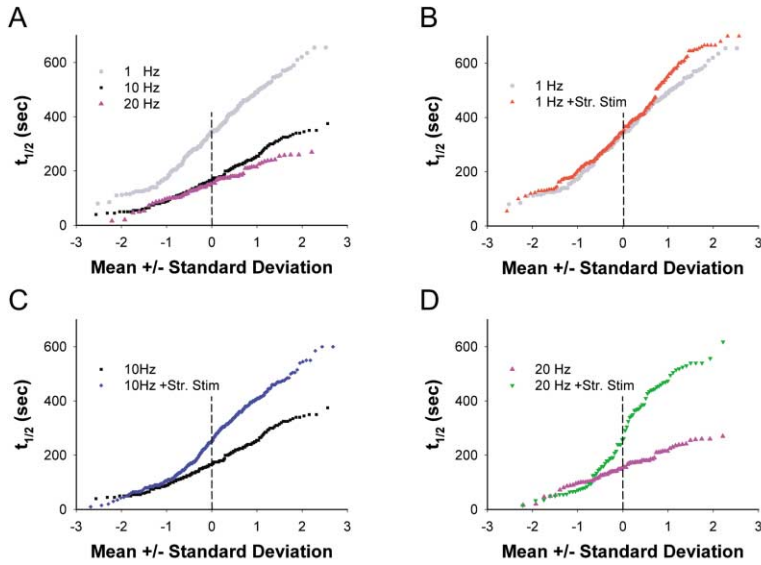 A
1 Hz
10 Hz
20 Hz
t1/2 (sec)
600
400
200
0
-3 -2 -1 0 1 2 3
Mean +/- Standard Deviation
B
1 Hz
1 Hz +Str. Stim
t1/2 (sec)
600
400
200
0
-3 -2 -1 0 1 2 3
Mean +/- Standard Deviation
C
10Hz
10Hz +Str. Stim
t1/2 (sec)
600
400
200
0
-3 -2 -1 0 1 2 3
Mean +/- Standard Deviation
D
20 Hz
20 Hz +Str. Stim
t1/2 (sec)
600
400
200
0
-3 -2 -1 0 1 2 3
Mean +/- Standard Deviation